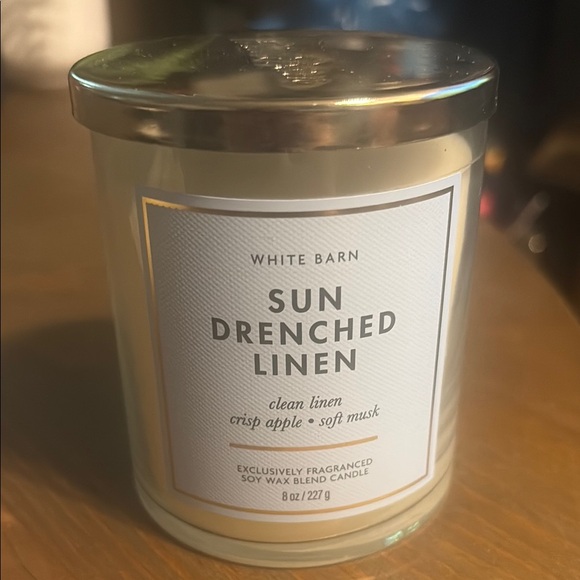 WHITE BARN
SUN
DRENCHED
LINEN
clean linen
crisp apple • soft musk
EXCLUSIVELY FRAGRANCED
SOY WAX BLEND CANDLE
8 oz / 227 g